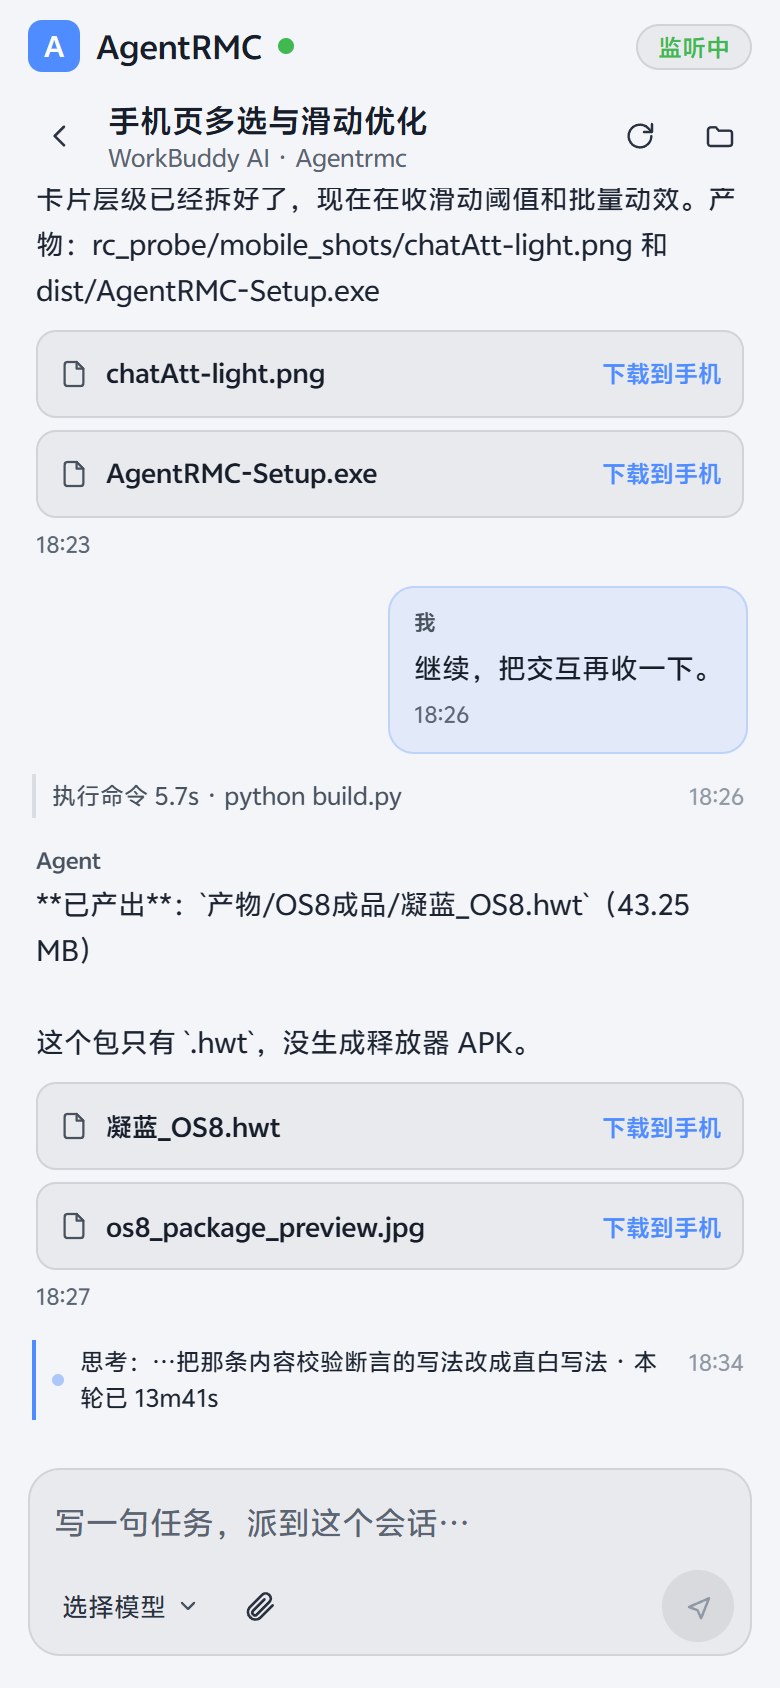 A AgentRMC 监听中
手机页多选与滑动优化
WorkBuddy AI · Agentrmc
卡片层级已经拆好了，现在在收滑动阈值和批量动效。产
物：rc_probe/mobile_shots/chatAtt-light.png 和
dist/AgentRMC-Setup.exe
chatAtt-light.png 下载到手机
AgentRMC-Setup.exe 下载到手机
18:23
我
继续，把交互再收一下。
18:26
执行命令 5.7s · python build.py 18:26
Agent
**已产出**：`产物/OS8成品/凝蓝_OS8.hwt`（43.25
MB）
这个包只有 `.hwt`，没生成释放器 APK。
凝蓝_OS8.hwt 下载到手机
os8_package_preview.jpg 下载到手机
18:27
思考：…把那条内容校验断言的写法改成直白写法 · 本 18:34
轮已 13m41s
写一句任务，派到这个会话…
选择模型